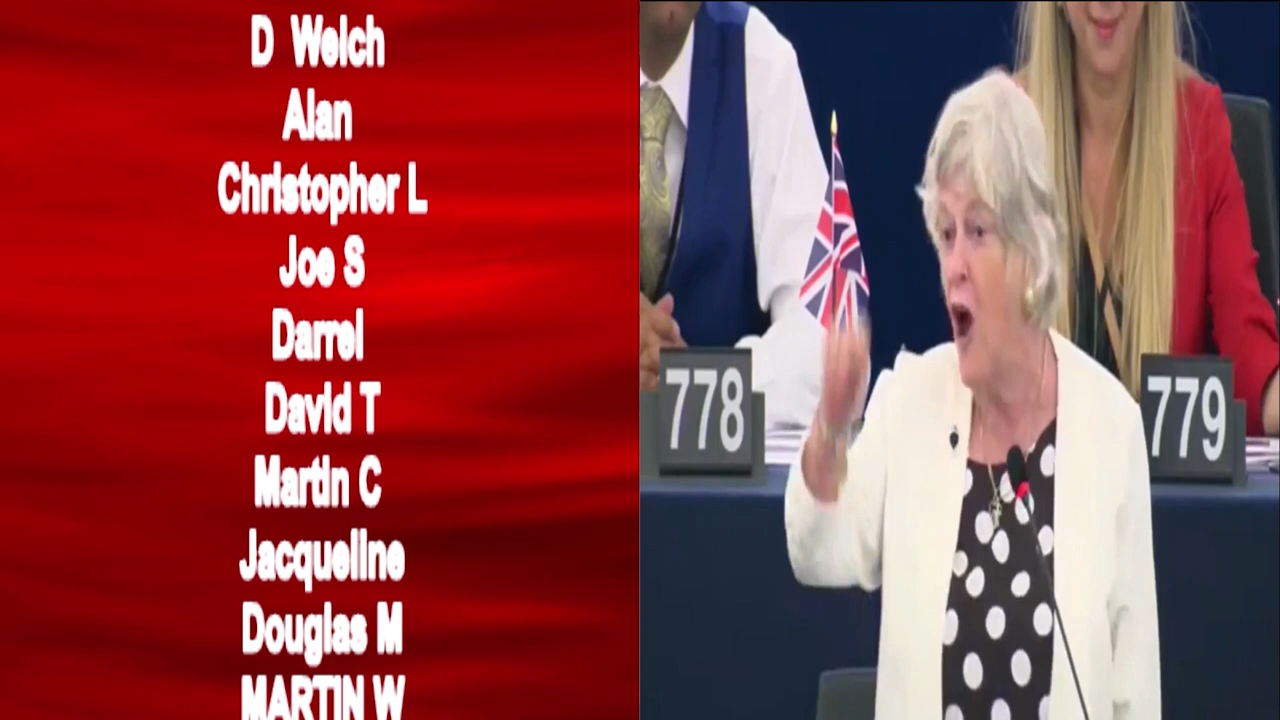 D Welch
Alan
Christopher L
Joe S
Darrel
David T
Martin C
Jacqueline
Douglas M
MARTIN W
778
779